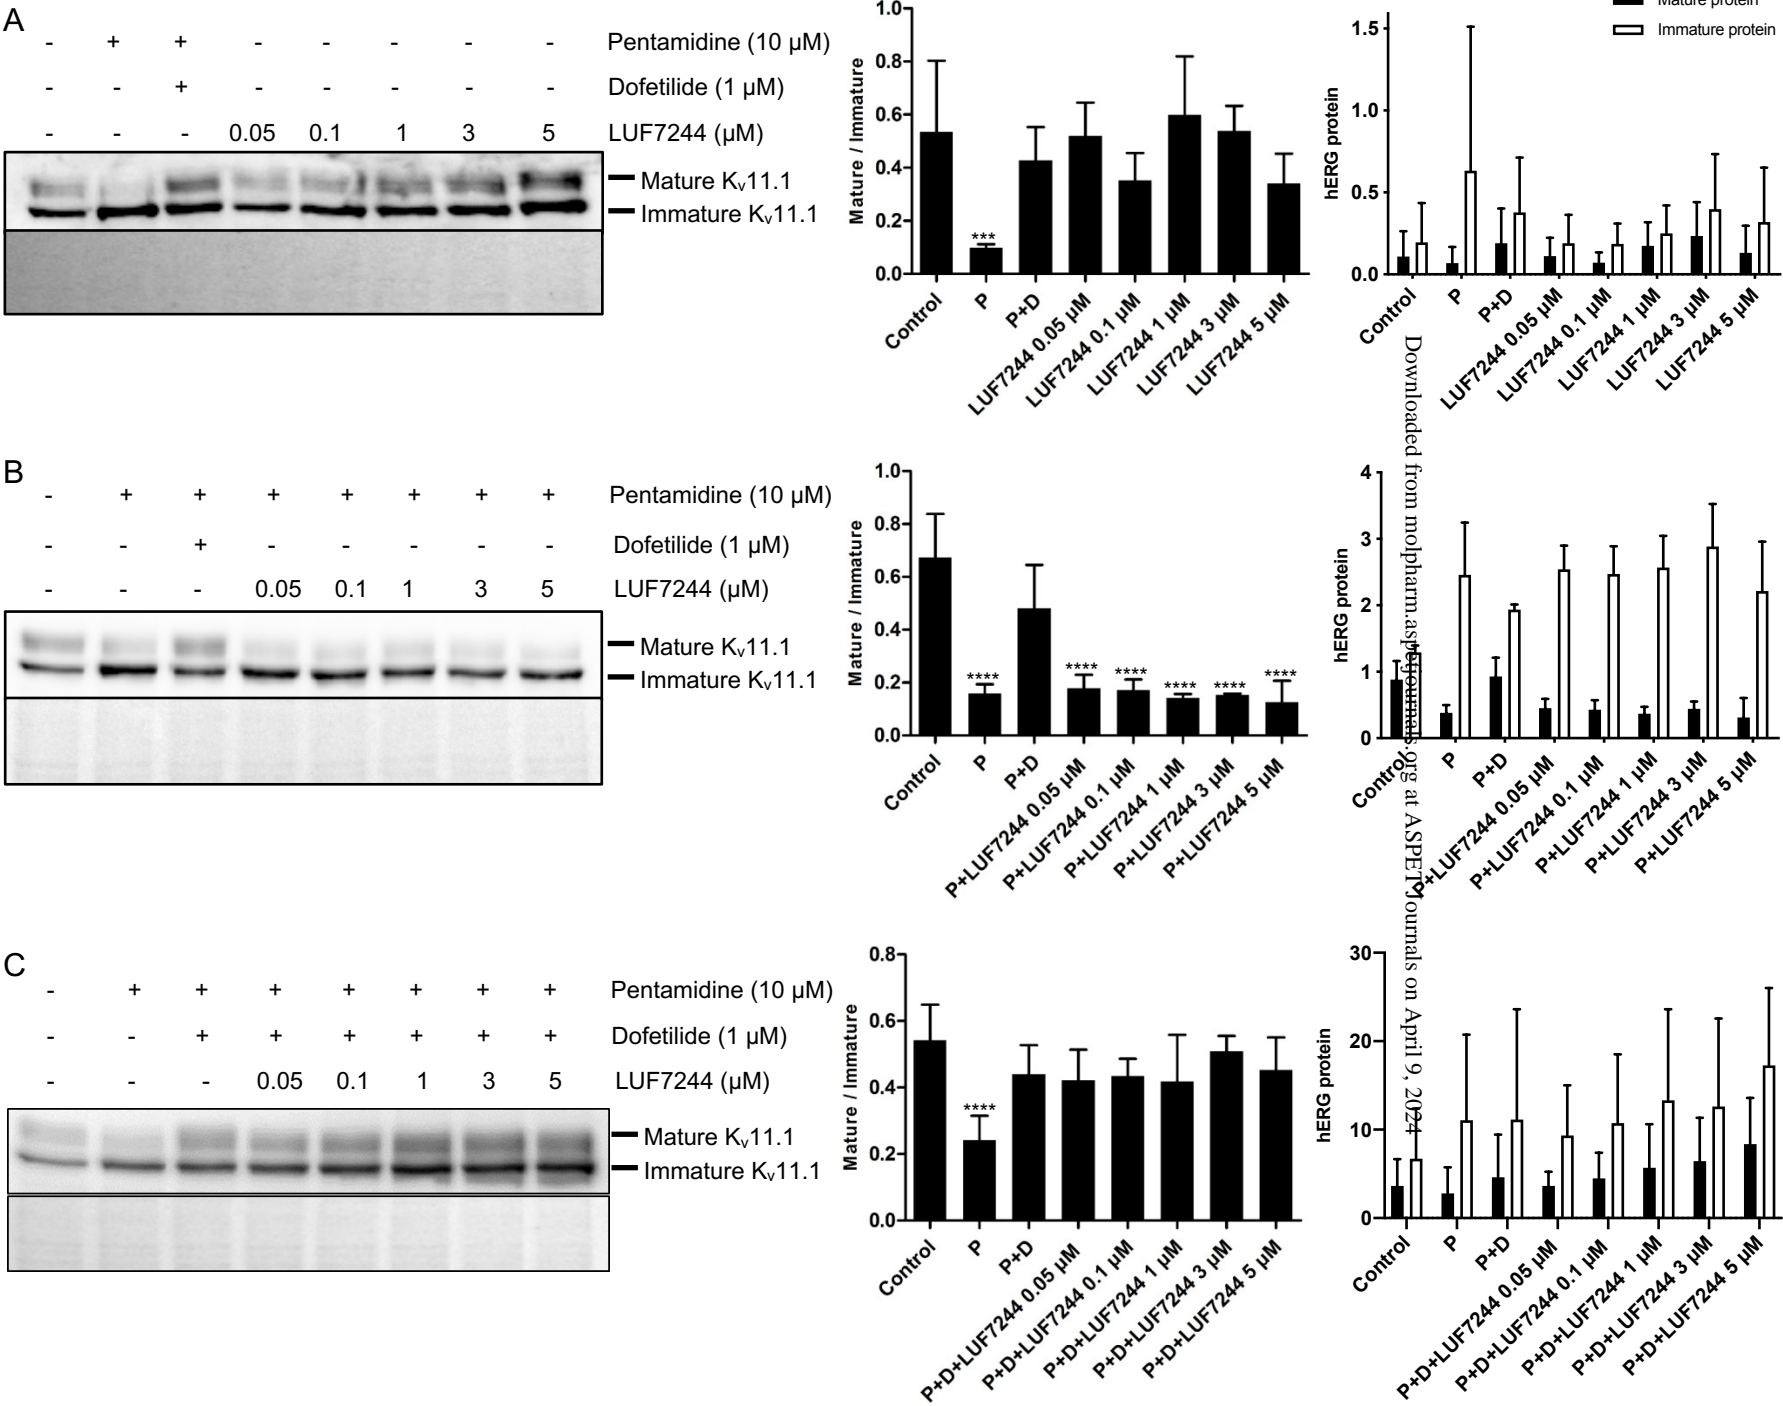 A
- + + - - - - - Pentamidine (10 µM)
- - + - - - - - Dofetilide (1 µM)
- - - 0.05 0.1 1 3 5 LUF7244 (µM)
Mature Kv11.1
Immature Kv11.1
Mature / Immature
1.0
0.8
0.6
0.4
0.2
0.0
***
Control
P
P+D
LUF7244 0.05 µM
LUF7244 0.1 µM
LUF7244 1 µM
LUF7244 3 µM
LUF7244 5 µM
Mature protein
Immature protein
hERG protein
1.5
1.0
0.5
0.0
Control
P
P+D
LUF7244 0.05 µM
LUF7244 0.1 µM
LUF7244 1 µM
LUF7244 3 µM
LUF7244 5 µM
B
- + + + + + + + Pentamidine (10 µM)
- - + - - - - - Dofetilide (1 µM)
- - - 0.05 0.1 1 3 5 LUF7244 (µM)
Mature Kv11.1
Immature Kv11.1
Mature / Immature
1.0
0.8
0.6
0.4
0.2
0.0
**** **** **** **** **** ****
Control
P
P+D
P+LUF7244 0.05 µM
P+LUF7244 0.1 µM
P+LUF7244 1 µM
P+LUF7244 3 µM
P+LUF7244 5 µM
hERG protein
4
3
2
1
0
Control
P
P+D
P+LUF7244 0.05 µM
P+LUF7244 0.1 µM
P+LUF7244 1 µM
P+LUF7244 3 µM
P+LUF7244 5 µM
C
- + + + + + + + Pentamidine (10 µM)
- - + + + + + + Dofetilide (1 µM)
- - - 0.05 0.1 1 3 5 LUF7244 (µM)
Mature Kv11.1
Immature Kv11.1
Mature / Immature
0.8
0.6
0.4
0.2
0.0
****
Control
P
P+D
P+D+LUF7244 0.05 µM
P+D+LUF7244 0.1 µM
P+D+LUF7244 1 µM
P+D+LUF7244 3 µM
P+D+LUF7244 5 µM
hERG protein
30
20
10
0
Control
P
P+D
P+D+LUF7244 0.05 µM
P+D+LUF7244 0.1 µM
P+D+LUF7244 1 µM
P+D+LUF7244 3 µM
P+D+LUF7244 5 µM
Downloaded from molpharm.aspetjournals.org at ASPET Journals on April 9, 2024